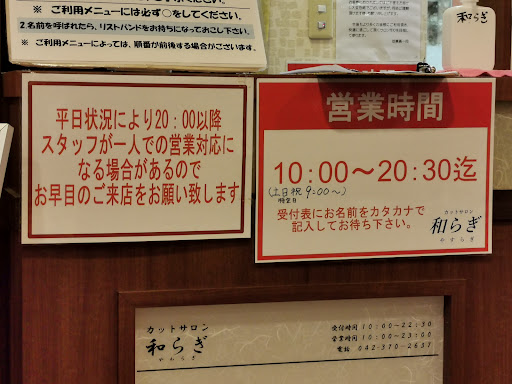 ※ ご利用メニューには必ず○をしてください。
2.名前を呼ばれたら、リストバンドをお持ちになっておこし下さい。
※ ご利用メニューによっては、順番が前後する場合がございます。
和らぎ
平日状況により20:00以降
スタッフが一人での営業対応に
なる場合があるので
お早目のご来店をお願い致します
営業時間
10:00〜20:30迄
(土日祝 9:00〜)
特定日
受付表にお名前をカタカナで
記入してお待ち下さい。
カットサロン
和らぎ
やすらぎ
カットサロン
和らぎ
やわらぎ
受付時間 10:00〜22:30
営業時間 10:00〜23:00
電話 042-370-2637